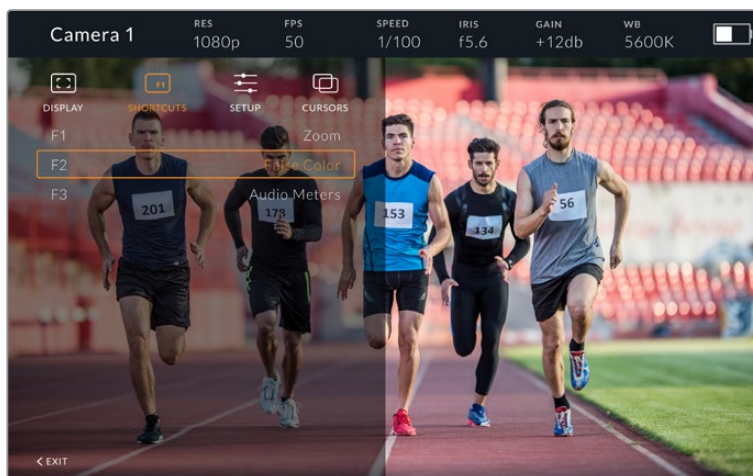 Camera 1
RES
1080p
FPS
50
SPEED
1/100
IRIS
f5.6
GAIN
+12db
WB
5600K
F1
DISPLAY
SHORTCUTS
SETUP
CURSORS
F1 Zoom
F2 False Color
F3 Audio Meters
201
178
153
134
56
< EXIT